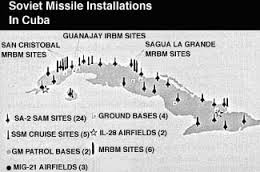 Soviet Missile Installations
In Cuba
GUANAJAY IRBM SITES
SAN CRISTOBAL
MRBM SITES
SAGUA LA GRANDE
MRBM SITES
SA-2 SAM SITES (24)
GROUND BASES (4)
SSM CRUISE SITES (5)
IL-28 AIRFIELDS (2)
GM PATROL BASES (2)
MRBM SITES (6)
MIG-21 AIRFIELDS (3)